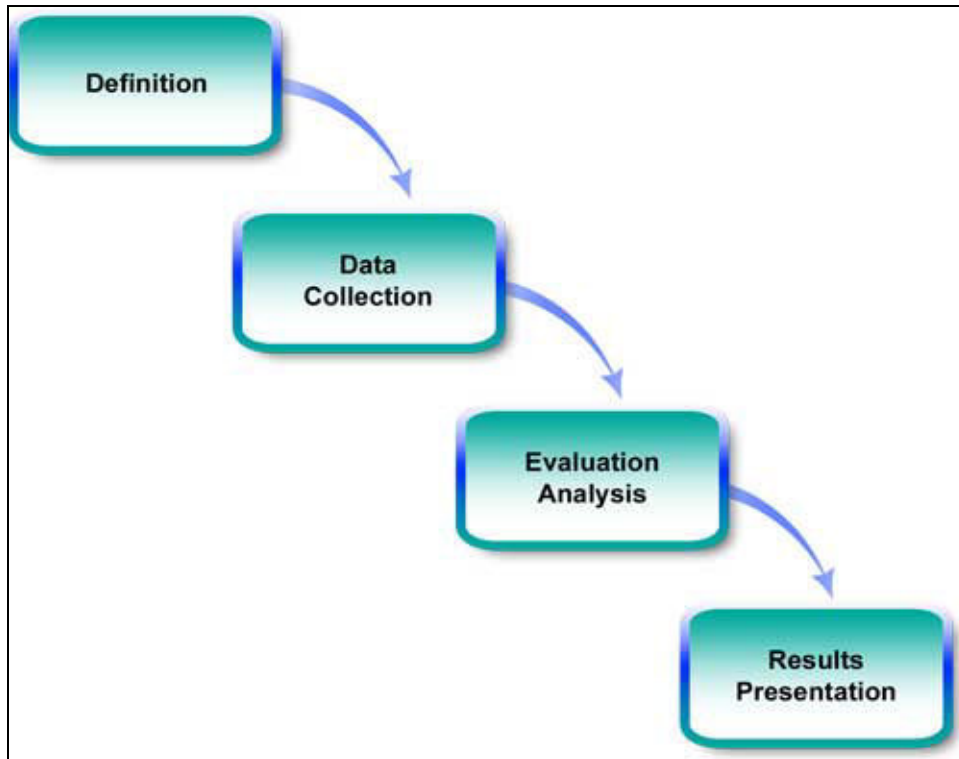 Definition
Data
Collection
Evaluation
Analysis
Results
Presentation